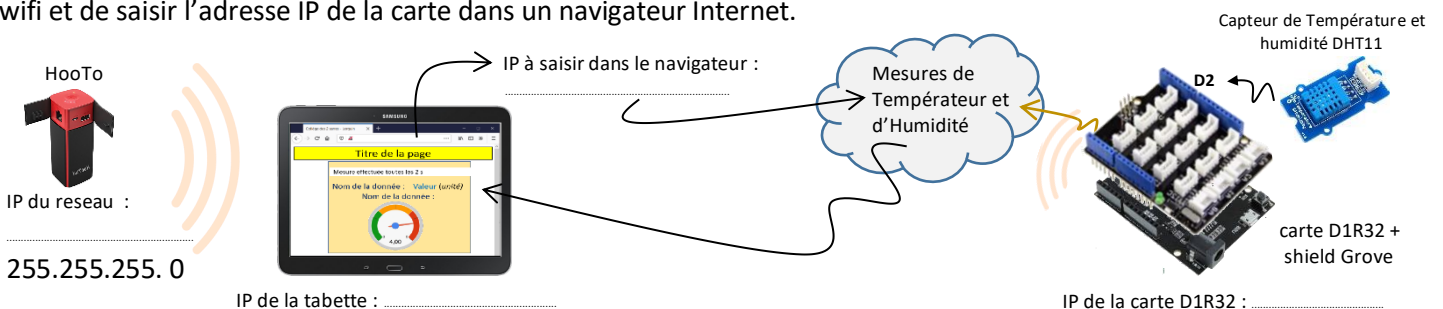 wifi et de saisir l’adresse IP de la carte dans un navigateur Internet.
Capteur de Température et
humidité DHT11
HooTo
IP à saisir dans le navigateur :
Mesures de
Températeur et
d’Humidité
D2
SAMSUNG
Titre de la page
Mesure effectuée toutes les 2 s
Nom de la donnée : Valeur (unité)
Nom de la donnée :
4,00
IP du reseau :
255.255.255. 0
carte D1R32 +
shield Grove
IP de la tabette :
IP de la carte D1R32 :